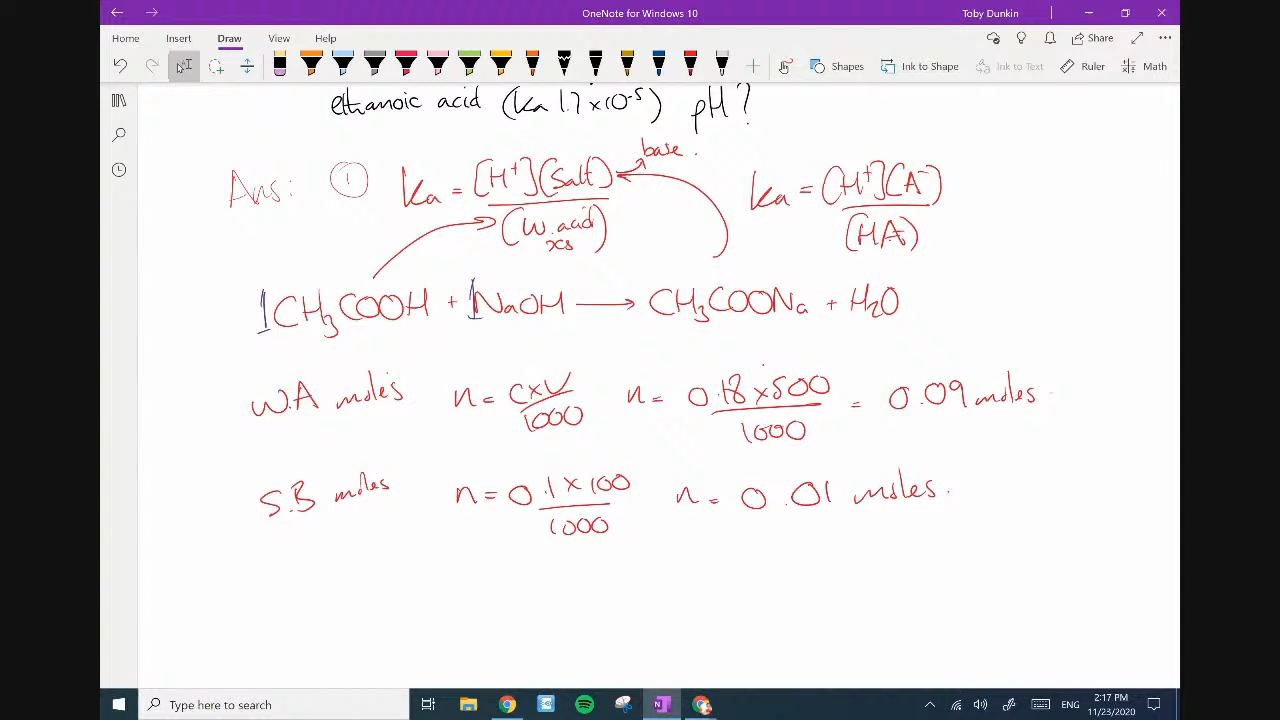 OneNote for Windows 10
Toby Dunkin
Home Insert Draw View Help
Share
Shapes Ink to Shape Ink to Text Ruler Math
ethanoic acid (ka 1.7 x 10-5) pH?
base.
Ans: 1 ka = [H+](Salt) ka = (H+](A-)
(W.acid) (HA)
xs
1CH3COOH + 1NaOH → CH3COONa + H2O
W.A moles n = CxV n = 0.18 x 500 = 0.09 moles
1000 1000
S.B moles n = 0.1 x 100 n = 0.01 moles.
1000
Type here to search
ENG
2:17 PM
11/23/2020